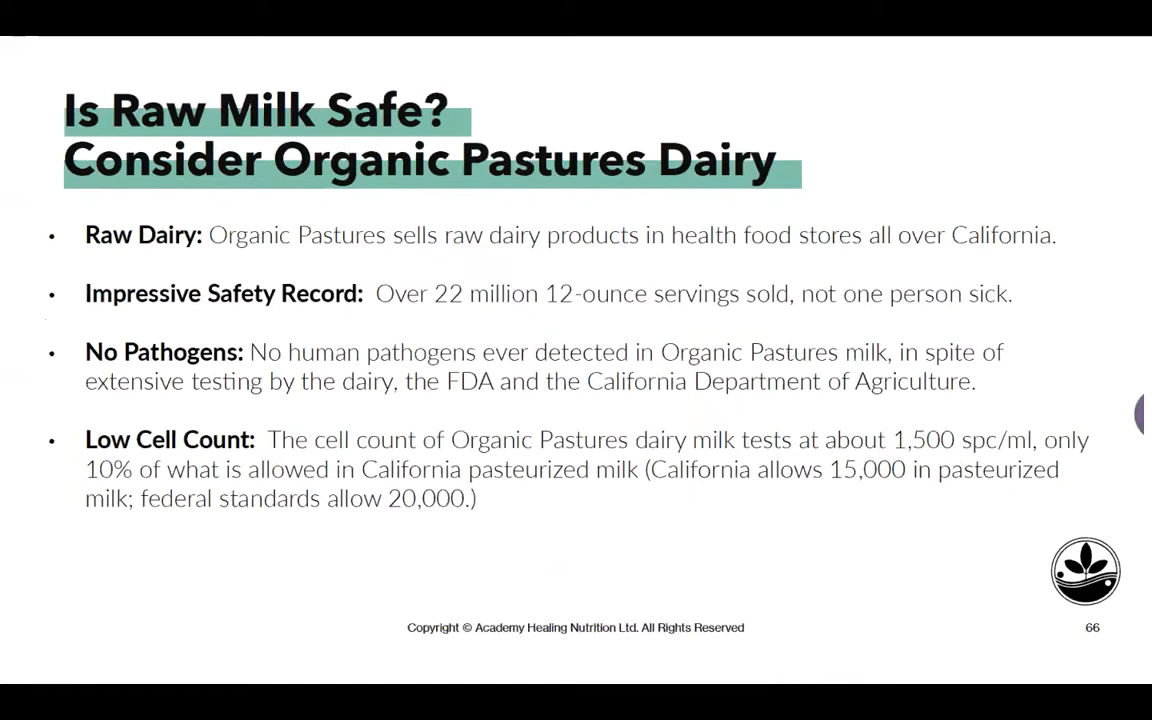 Is Raw Milk Safe?
Consider Organic Pastures Dairy
• Raw Dairy: Organic Pastures sells raw dairy products in health food stores all over California.
• Impressive Safety Record: Over 22 million 12-ounce servings sold, not one person sick.
• No Pathogens: No human pathogens ever detected in Organic Pastures milk, in spite of
extensive testing by the dairy, the FDA and the California Department of Agriculture.
• Low Cell Count: The cell count of Organic Pastures dairy milk tests at about 1,500 spc/ml, only
10% of what is allowed in California pasteurized milk (California allows 15,000 in pasteurized
milk; federal standards allow 20,000.)
Copyright © Academy Healing Nutrition Ltd. All Rights Reserved
66